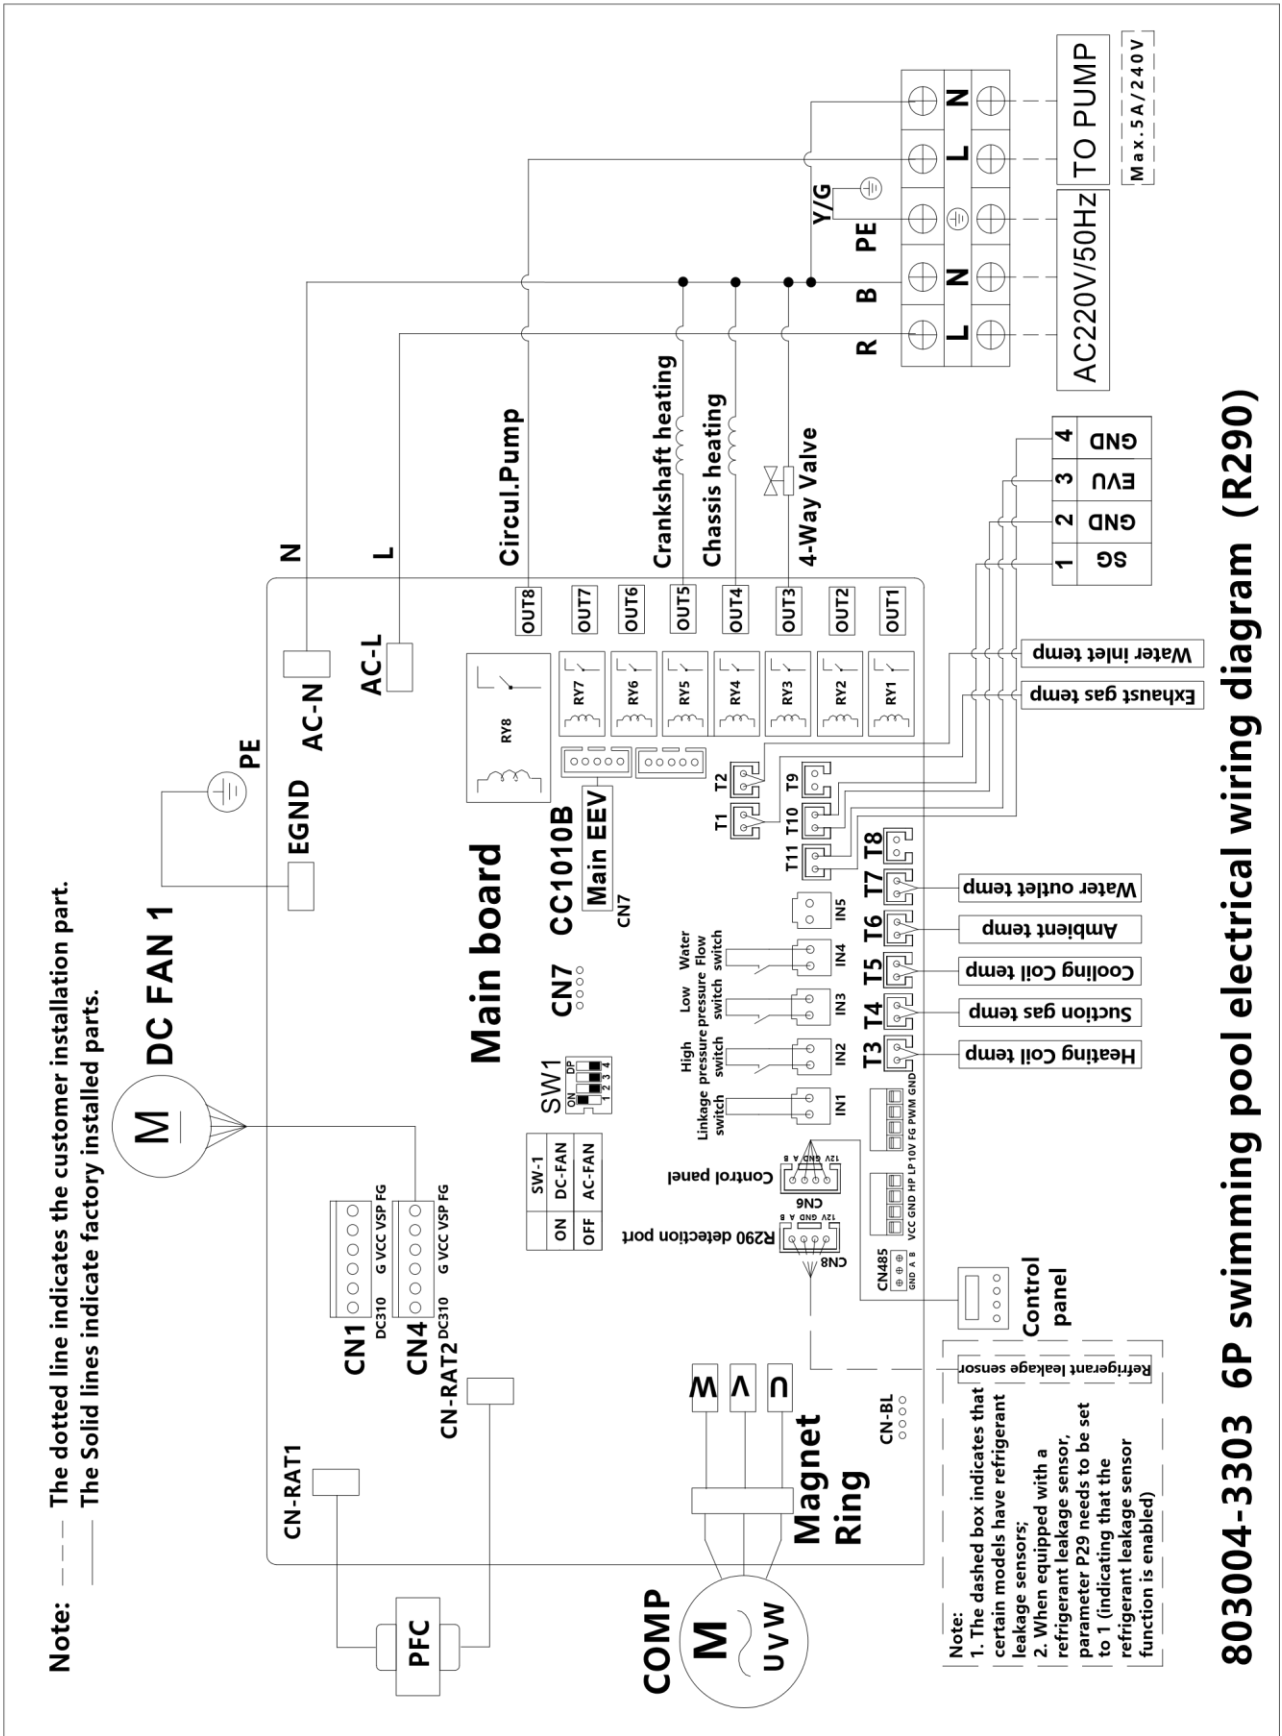 Note: The dotted line indicates the customer installation part.
The Solid lines indicate factory installed parts.
DC FAN 1
M
PE
EGND
N
L
AC-N
AC-L
PFC
CN-RAT1
CN-RAT2
CN1
DC310 G VCC VSP FG
CN4
DC310 G VCC VSP FG
Main board
CC1010B
CN7
Main EEV
CN7
SW1
ON DP
1 2 3 4
SW-1
ON DC-FAN
OFF AC-FAN
RY8
RY7
RY6
RY5
RY4
RY3
RY2
RY1
OUT8
OUT7
OUT6
OUT5
OUT4
OUT3
OUT2
OUT1
Circul.Pump
Crankshaft heating
Chassis heating
4-Way Valve
R
B
PE
Y/G
L
N
L
N
AC220V/50Hz
TO PUMP
Max.5A/240V
COMP
M
U V W
Magnet
Ring
W
V
U
CN-BL
R290 detection port
B A GND 12V
CN8
Control panel
B A GND 12V
CN6
CN485
GND A B
VCC GND HP LP
10V FG PWM GND
Linkage
switch
High
pressure
switch
Low
pressure
switch
Water
Flow
switch
IN1
IN2
IN3
IN4
IN5
T1
T2
T11
T10
T9
T3
T4
T5
T6
T7
T8
Heating Coil temp
Suction gas temp
Cooling Coil temp
Ambient temp
Water outlet temp
Exhaust gas temp
Water inlet temp
1 2 3 4
SG GND EVU GND
Control
panel
Refrigerant leakage sensor
Note:
1. The dashed box indicates that
certain models have refrigerant
leakage sensors;
2. When equipped with a
refrigerant leakage sensor,
parameter P29 needs to be set
to 1 (indicating that the
refrigerant leakage sensor
function is enabled)
803004-3303 6P swimming pool electrical wiring diagram (R290)